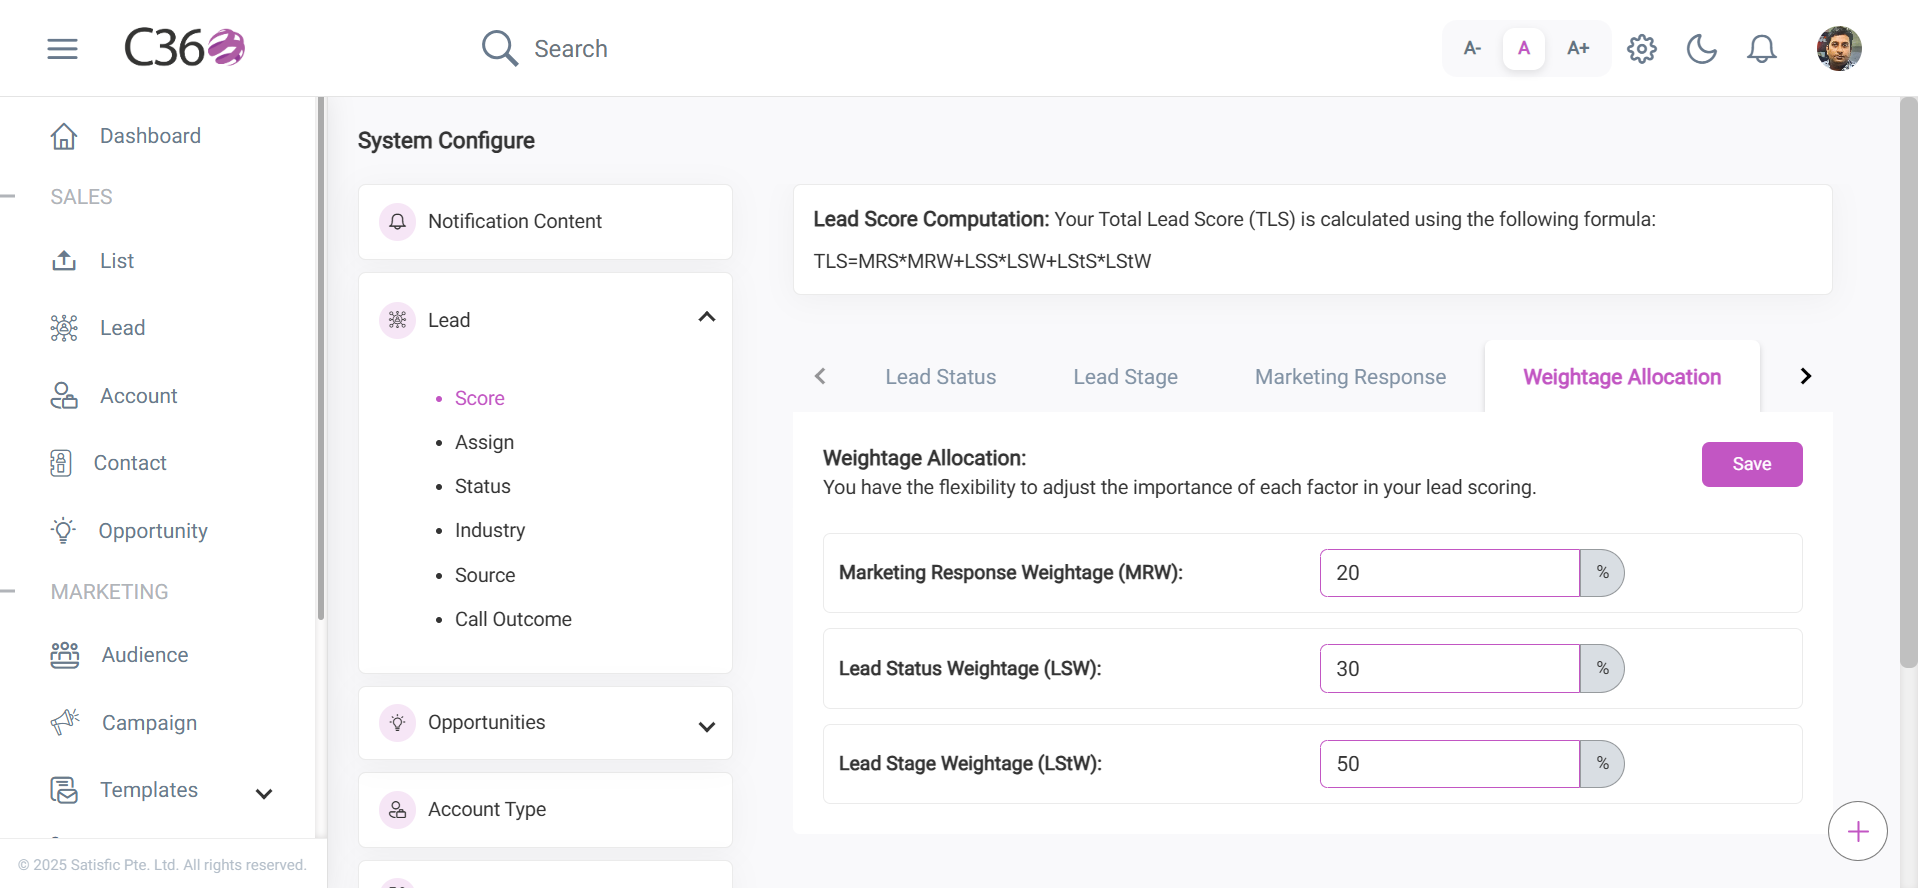 C360
Search
A-
A
A+
Dashboard
SALES
List
Lead
Account
Contact
Opportunity
MARKETING
Audience
Campaign
Templates
© 2025 Satisfic Pte. Ltd. All rights reserved.
System Configure
Notification Content
Lead
• Score
• Assign
• Status
• Industry
• Source
• Call Outcome
Opportunities
Account Type
Lead Score Computation: Your Total Lead Score (TLS) is calculated using the following formula:
TLS=MRS*MRW+LSS*LSW+LStS*LStW
Lead Status
Lead Stage
Marketing Response
Weightage Allocation
Weightage Allocation:
You have the flexibility to adjust the importance of each factor in your lead scoring.
Save
Marketing Response Weightage (MRW):
20
%
Lead Status Weightage (LSW):
30
%
Lead Stage Weightage (LStW):
50
%